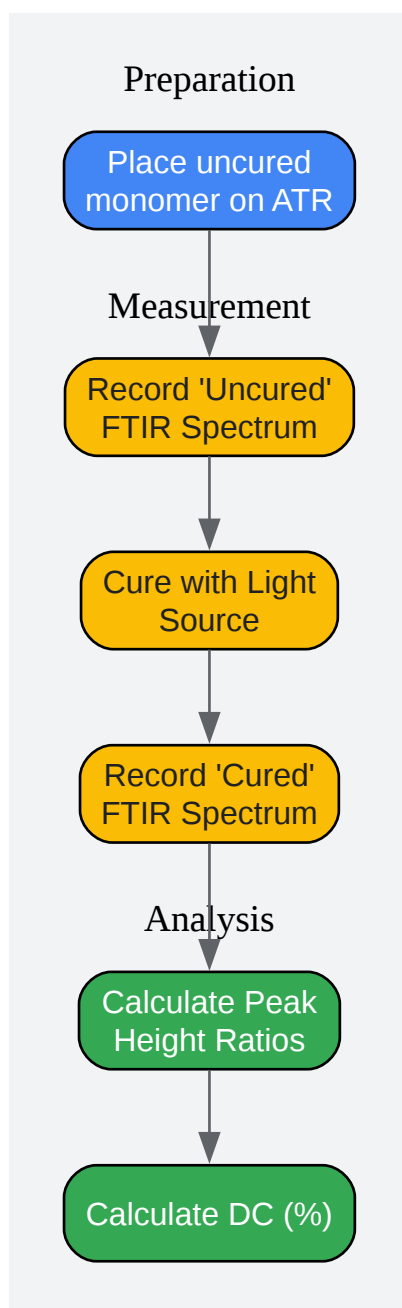 Preparation
Place uncured
monomer on ATR
Measurement
Record 'Uncured'
FTIR Spectrum
Cure with Light
Source
Record 'Cured'
FTIR Spectrum
Analysis
Calculate Peak
Height Ratios
Calculate DC (%)